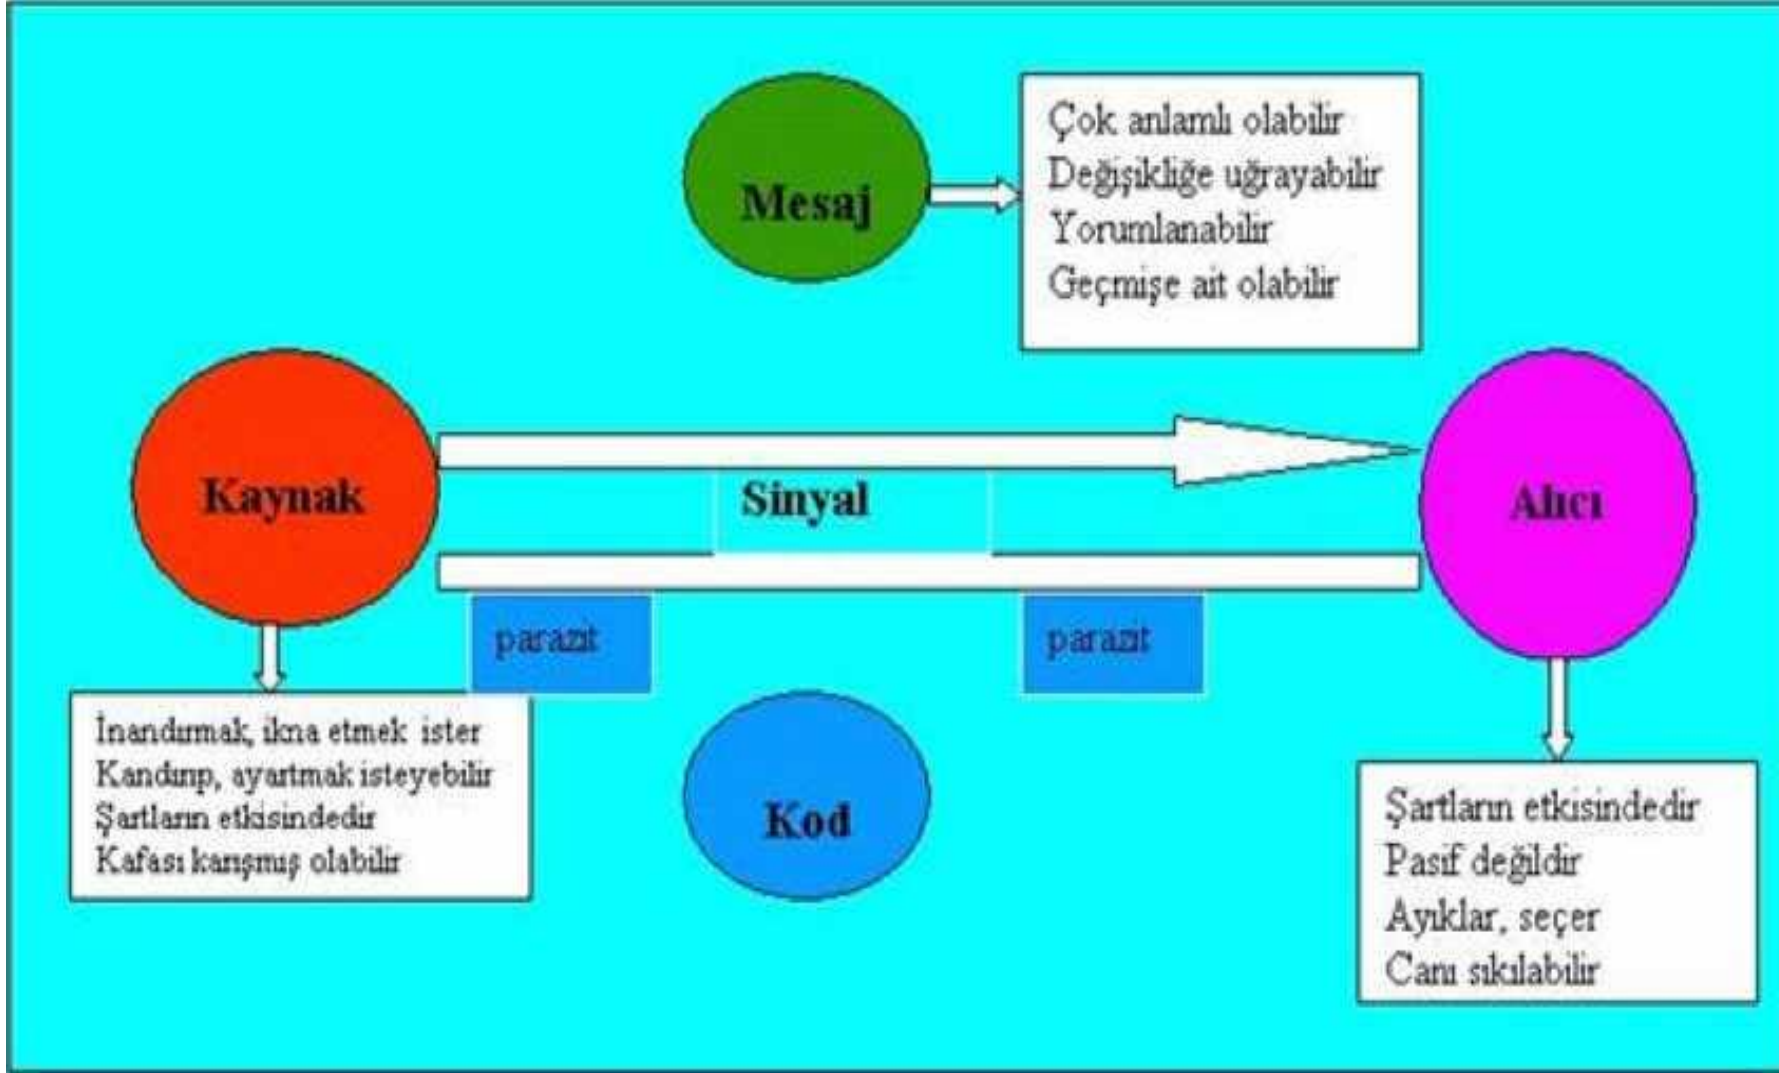 Mesaj
Çok anlamlı olabilir
Değişikliğe uğrayabilir
Yorumlanabilir
Geçmişe ait olabilir
Kaynak
Sinyal
Alıcı
parazit
parazit
İnandırmak, ikna etmek ister
Kandırıp, ayartmak isteyebilir
Şartların etkisindedir
Kafası karışmış olabilir
Kod
Şartların etkisindedir
Pasif değildir
Ayıklar, seçer
Canı sıkılabilir